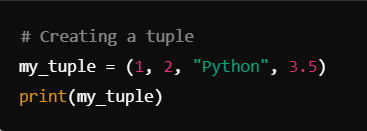 # Creating a tuple
my_tuple = (1, 2, "Python", 3.5)
print(my_tuple)